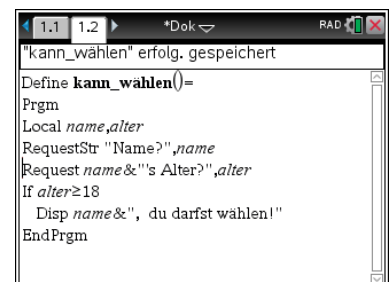 1.1 1.2 *Dok RAD
"kann_wählen" erfolg. gespeichert
Define kann_wählen()=
Prgm
Local name,alter
RequestStr "Name?",name
Request name&"'s Alter?",alter
If alter≥18
Disp name&", du darfst wählen!"
EndPrgm